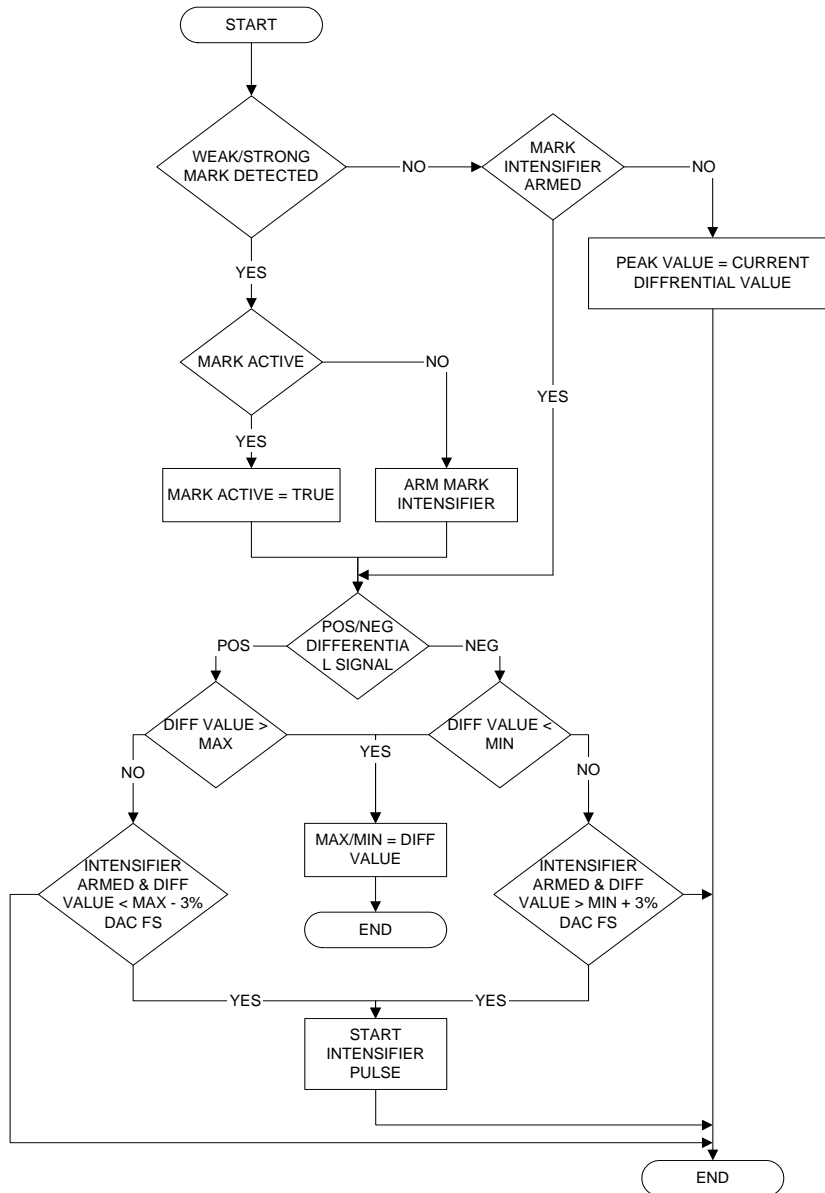 START
WEAK/STRONG
MARK DETECTED
NO
MARK
INTENSIFIER
ARMED
NO
PEAK VALUE = CURRENT
DIFFRENTIAL VALUE
YES
MARK ACTIVE
NO
YES
YES
MARK ACTIVE = TRUE
ARM MARK
INTENSIFIER
POS/NEG
DIFFERENTIA
L SIGNAL
POS
NEG
DIFF VALUE >
MAX
YES
DIFF VALUE <
MIN
NO
NO
MAX/MIN = DIFF
VALUE
INTENSIFIER
ARMED & DIFF
VALUE < MAX - 3%
DAC FS
INTENSIFIER
ARMED & DIFF
VALUE > MIN + 3%
DAC FS
END
YES
YES
START
INTENSIFIER
PULSE
END